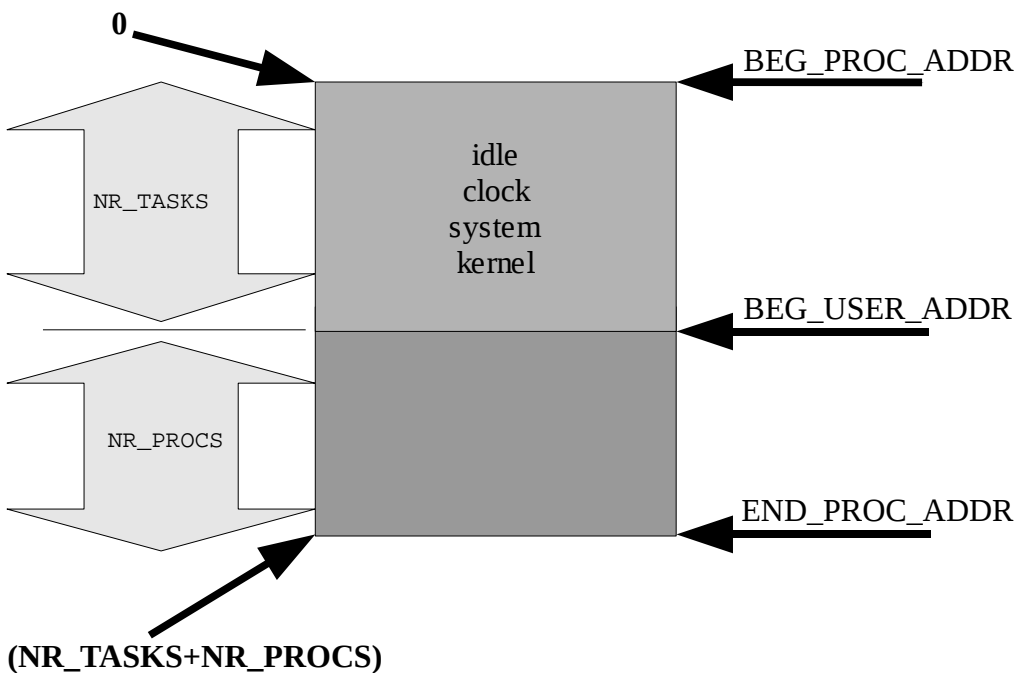 0
BEG_PROC_ADDR
idle
clock
system
kernel
NR_TASKS
BEG_USER_ADDR
NR_PROCS
END_PROC_ADDR
(NR_TASKS+NR_PROCS)